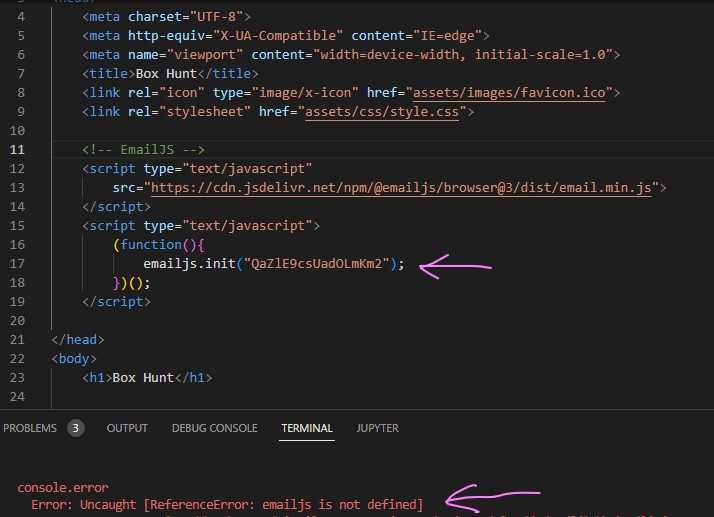 4 <meta charset="UTF-8">
5 <meta http-equiv="X-UA-Compatible" content="IE=edge">
6 <meta name="viewport" content="width=device-width, initial-scale=1.0">
7 <title>Box Hunt</title>
8 <link rel="icon" type="image/x-icon" href="assets/images/favicon.ico">
9 <link rel="stylesheet" href="assets/css/style.css">
10
11 <!-- EmailJS -->
12 <script type="text/javascript"
13 src="https://cdn.jsdelivr.net/npm/@emailjs/browser@3/dist/email.min.js">
14 </script>
15 <script type="text/javascript">
16 (function(){
17 emailjs.init("QaZlE9csUadOLmKm2");
18 })();
19 </script>
20
21 </head>
22 <body>
23 <h1>Box Hunt</h1>
24
PROBLEMS 3 OUTPUT DEBUG CONSOLE TERMINAL JUPYTER
console.error
Error: Uncaught [ReferenceError: emailjs is not defined]